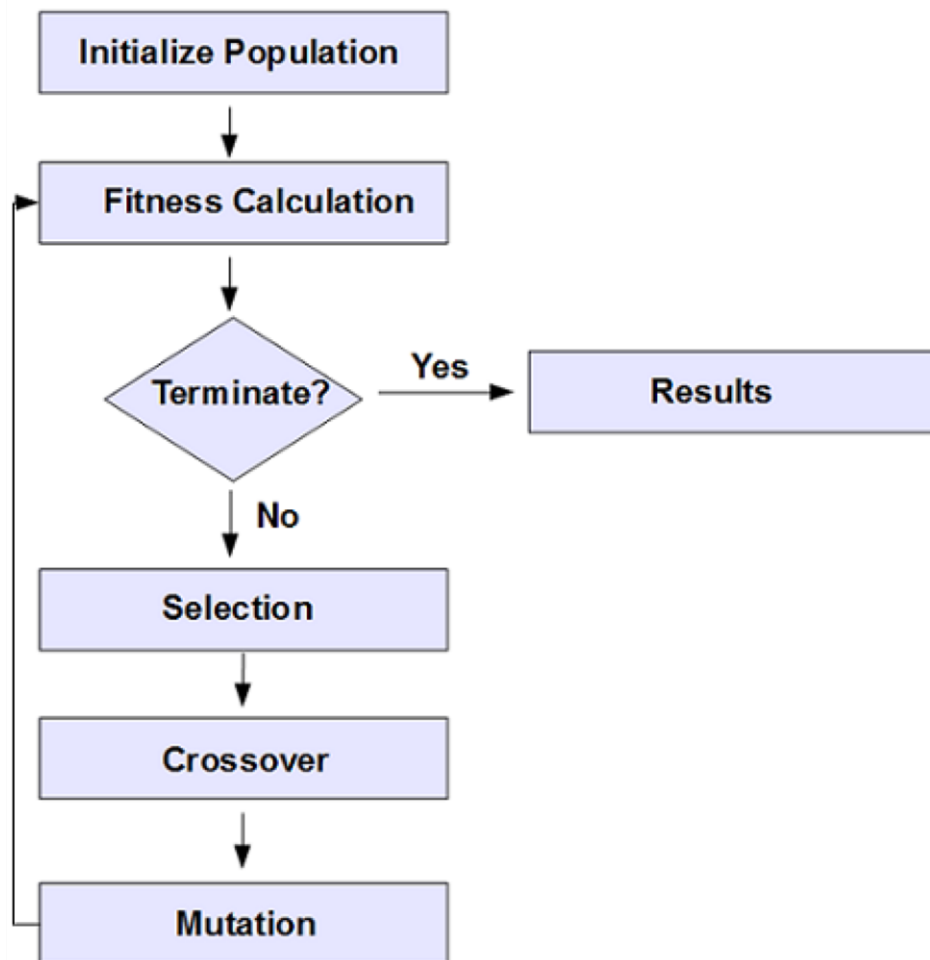 Initialize Population
Fitness Calculation
Terminate?
Yes
Results
No
Selection
Crossover
Mutation